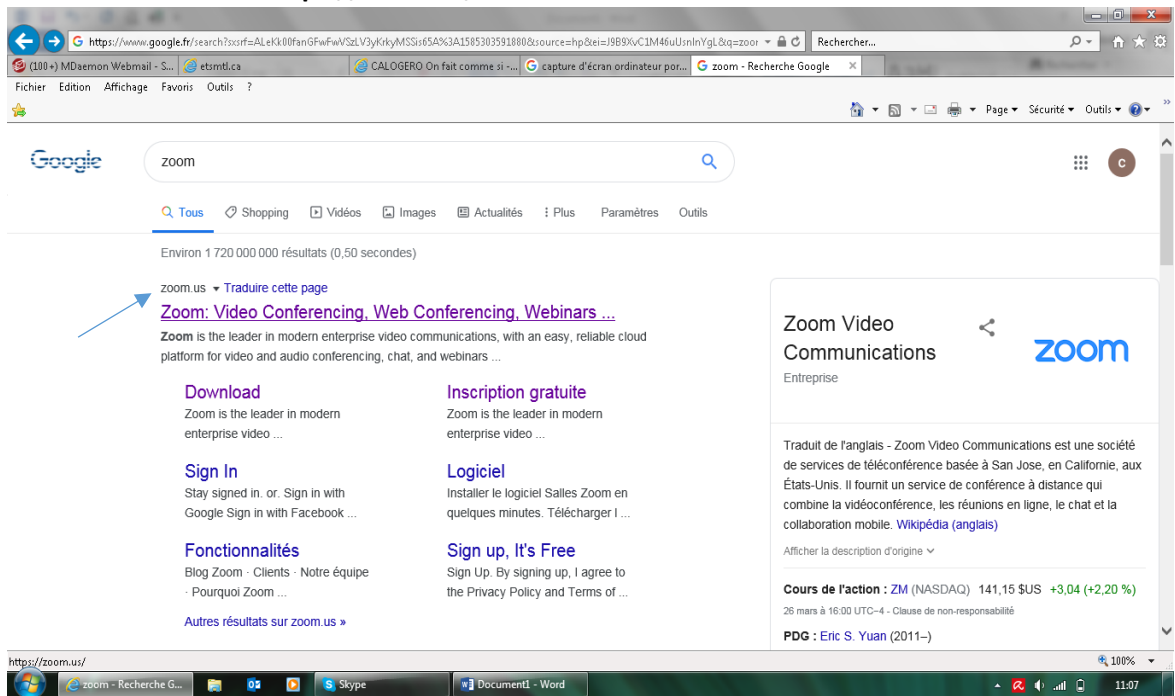 https://www.google.fr/search?sxsrf=ALeKk00fanGFwFwVSzLV3yKrkyMSSis65A%3A1585303591880&source=hp&ei=J9B9XvC1M46uUsnInYgL&q=zoor
Rechercher...
(100+) MDaemon Webmail - S...
etsmtl.ca
CALOGERO On fait comme si -...
capture d'écran ordinateur por...
zoom - Recherche Google
Fichier Edition Affichage Favoris Outils ?
Page Sécurité Outils
Google
zoom
C
Tous Shopping Vidéos Images Actualités Plus Paramètres Outils
Environ 1 720 000 000 résultats (0,50 secondes)
zoom.us Traduire cette page
Zoom: Video Conferencing, Web Conferencing, Webinars ...
Zoom is the leader in modern enterprise video communications, with an easy, reliable cloud
platform for video and audio conferencing, chat, and webinars ...
Download
Zoom is the leader in modern
enterprise video ...
Inscription gratuite
Zoom is the leader in modern
enterprise video ...
Sign In
Stay signed in. or. Sign in with
Google Sign in with Facebook ...
Logiciel
Installer le logiciel Salles Zoom en
quelques minutes. Télécharger l ...
Fonctionnalités
Blog Zoom · Clients · Notre équipe
· Pourquoi Zoom ...
Sign up, It's Free
Sign Up. By signing up, I agree to
the Privacy Policy and Terms of ...
Autres résultats sur zoom.us »
Zoom Video
Communications
Entreprise
zoom
Traduit de l'anglais - Zoom Video Communications est une société
de services de téléconférence basée à San Jose, en Californie, aux
États-Unis. Il fournit un service de conférence à distance qui
combine la vidéoconférence, les réunions en ligne, le chat et la
collaboration mobile. Wikipédia (anglais)
Afficher la description d'origine
Cours de l'action : ZM (NASDAQ) 141,15 $US +3,04 (+2,20 %)
26 mars à 16:00 UTC−4 - Clause de non-responsabilité
PDG : Eric S. Yuan (2011–)
https://zoom.us/
100%
zoom - Recherche G...
Skype
Document1 - Word
11:07